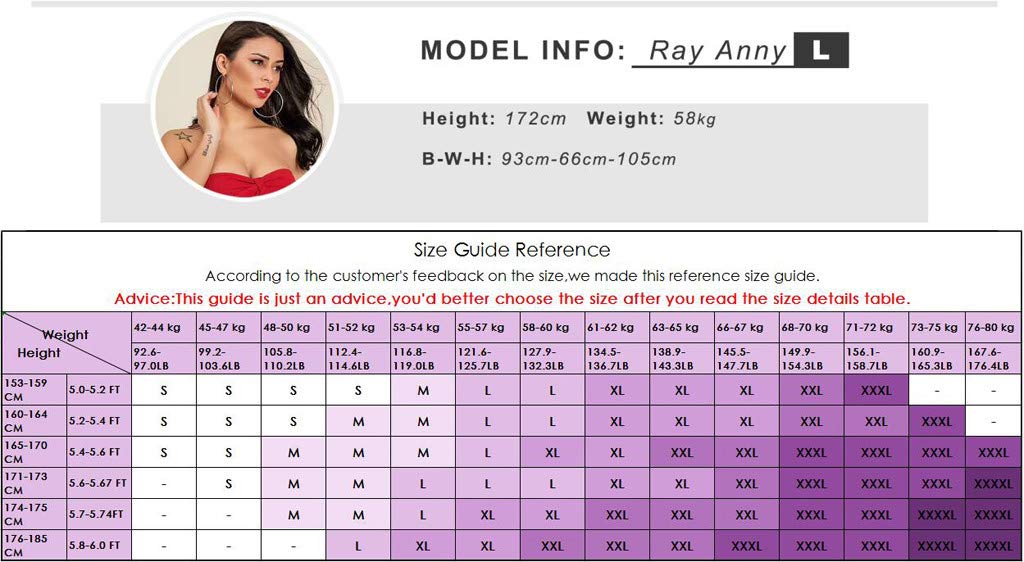 MODEL INFO: Ray Anny L
Height: 172cm Weight: 58kg
B-W-H: 93cm-66cm-105cm
Size Guide Reference
According to the customer's feedback on the size,we made this reference size guide.
Advice:This guide is just an advice,you'd better choose the size after you read the size details table.
Weight 42-44 kg 45-47 kg 48-50 kg 51-52 kg 53-54 kg 55-57 kg 58-60 kg 61-62 kg 63-65 kg 66-67 kg 68-70 kg 71-72 kg 73-75 kg 76-80 kg
Height 92.6-97.0LB 99.2-103.6LB 105.8-110.2LB 112.4-114.6LB 116.8-119.0LB 121.6-125.7LB 127.9-132.3LB 134.5-136.7LB 138.9-143.3LB 145.5-147.7LB 149.9-154.3LB 156.1-158.7LB 160.9-165.3LB 167.6-176.4LB
153-159 CM 5.0-5.2 FT S S S S M L L XL XL XL XXL XXXL - -
160-164 CM 5.2-5.4 FT S S S M M L L XL XL XL XXL XXL XXXL -
165-170 CM 5.4-5.6 FT S S M M M L XL XL XXL XXL XXXL XXXL XXXL XXXL
171-173 CM 5.6-5.67 FT - S M M L L L XL XL XXL XXXL XXXL XXXL XXXXL
174-175 CM 5.7-5.74FT - - M M L XL XL XL XXL XXL XXXL XXXL XXXXL XXXXL
176-185 CM 5.8-6.0 FT - - - L XL XL XXL XXL XXL XXXL XXXL XXXL XXXXL XXXXL